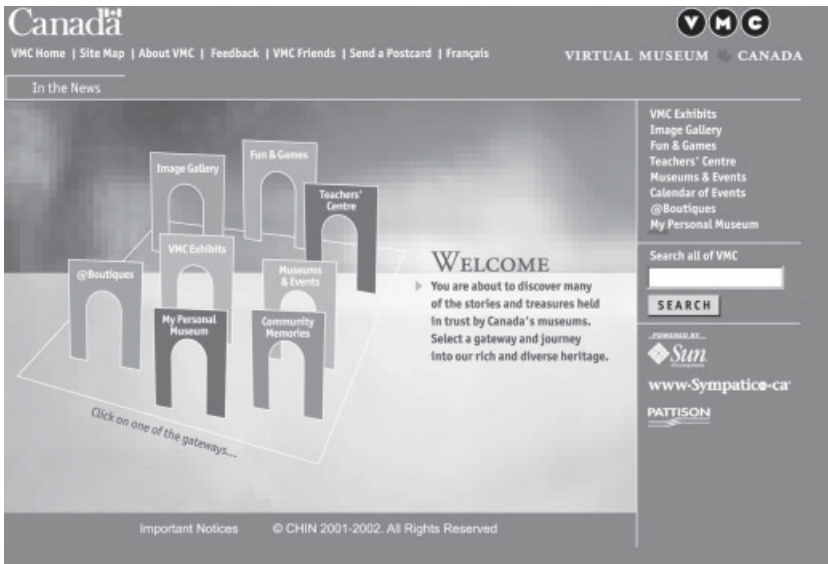 Canada
VMC Home | Site Map | About VMC | Feedback | VMC Friends | Send a Postcard | Français
V M C
VIRTUAL MUSEUM CANADA
In the News
Image Gallery
Fun & Games
Teachers'
Centre
VMC Exhibits
@Boutiques
Museums
& Events
My Personal
Museum
Community
Memories
Click on one of the gateways...
WELCOME
You are about to discover many
of the stories and treasures held
in trust by Canada's museums.
Select a gateway and journey
into our rich and diverse heritage.
VMC Exhibits
Image Gallery
Fun & Games
Teachers' Centre
Museums & Events
Calendar of Events
@Boutiques
My Personal Museum
Search all of VMC
SEARCH
POWERED BY
Sun
www.Sympatico.ca
PATTISON
Important Notices © CHIN 2001-2002. All Rights Reserved